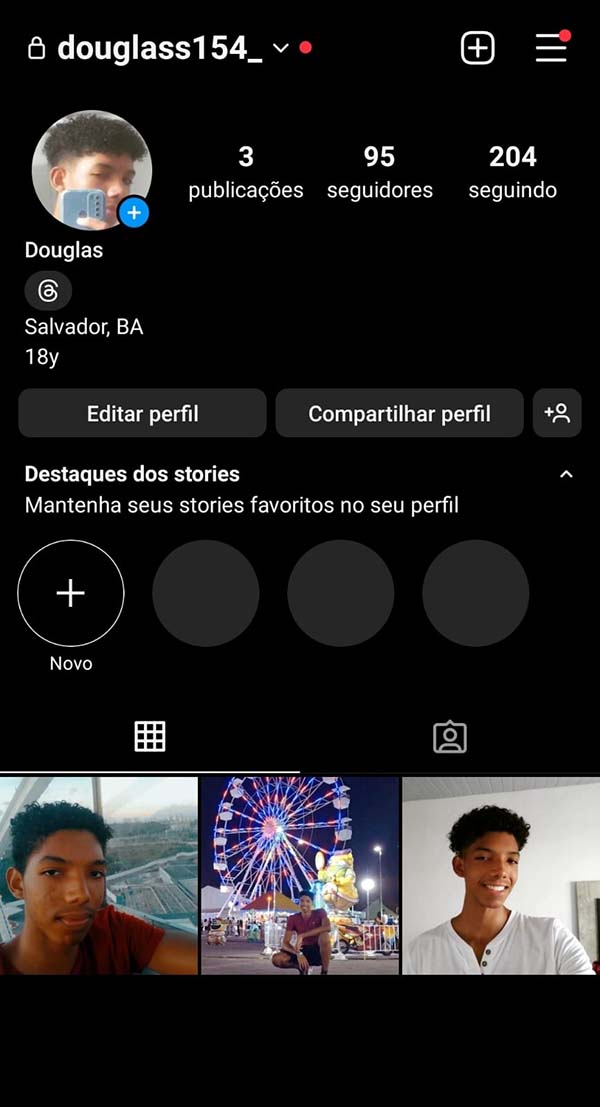 douglass154_
3 95 204
publicações seguidores seguindo
Douglas
Salvador, BA
18y
Editar perfil Compartilhar perfil
Destaques dos stories
Mantenha seus stories favoritos no seu perfil
Novo